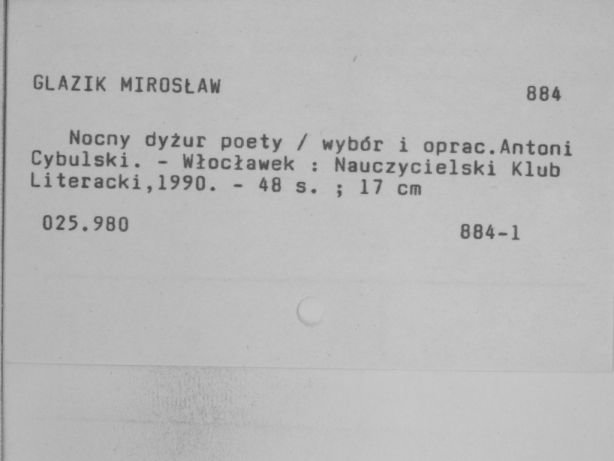 GLAZIK MIROSŁAW 884
Nocny dyżur poety / wybór i oprac.Antoni
Cybulski. - Włocławek : Nauczycielski Klub
Literacki,1990. - 48 s. ; 17 cm
025.980 884-1